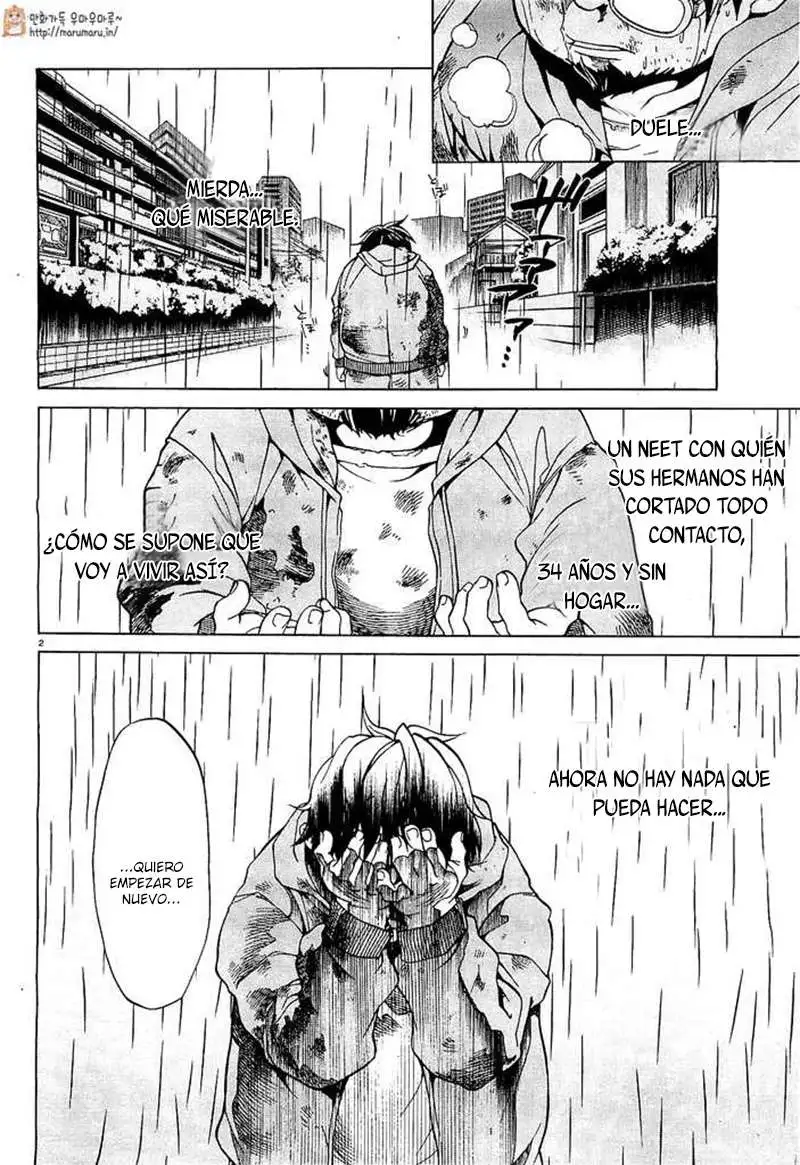 만화가득 우마우마루~
http://marumaru.in/
DUELE...
MIERDA...
QUÉ MISERABLE.
UN NEET CON QUIÉN
SUS HERMANOS HAN
CORTADO TODO
CONTACTO,
34 AÑOS Y SIN
HOGAR...
¿CÓMO SE SUPONE QUE
VOY A VIVIR ASÍ?
2
AHORA NO HAY NADA QUE
PUEDA HACER...
...QUIERO
EMPEZAR DE
NUEVO...